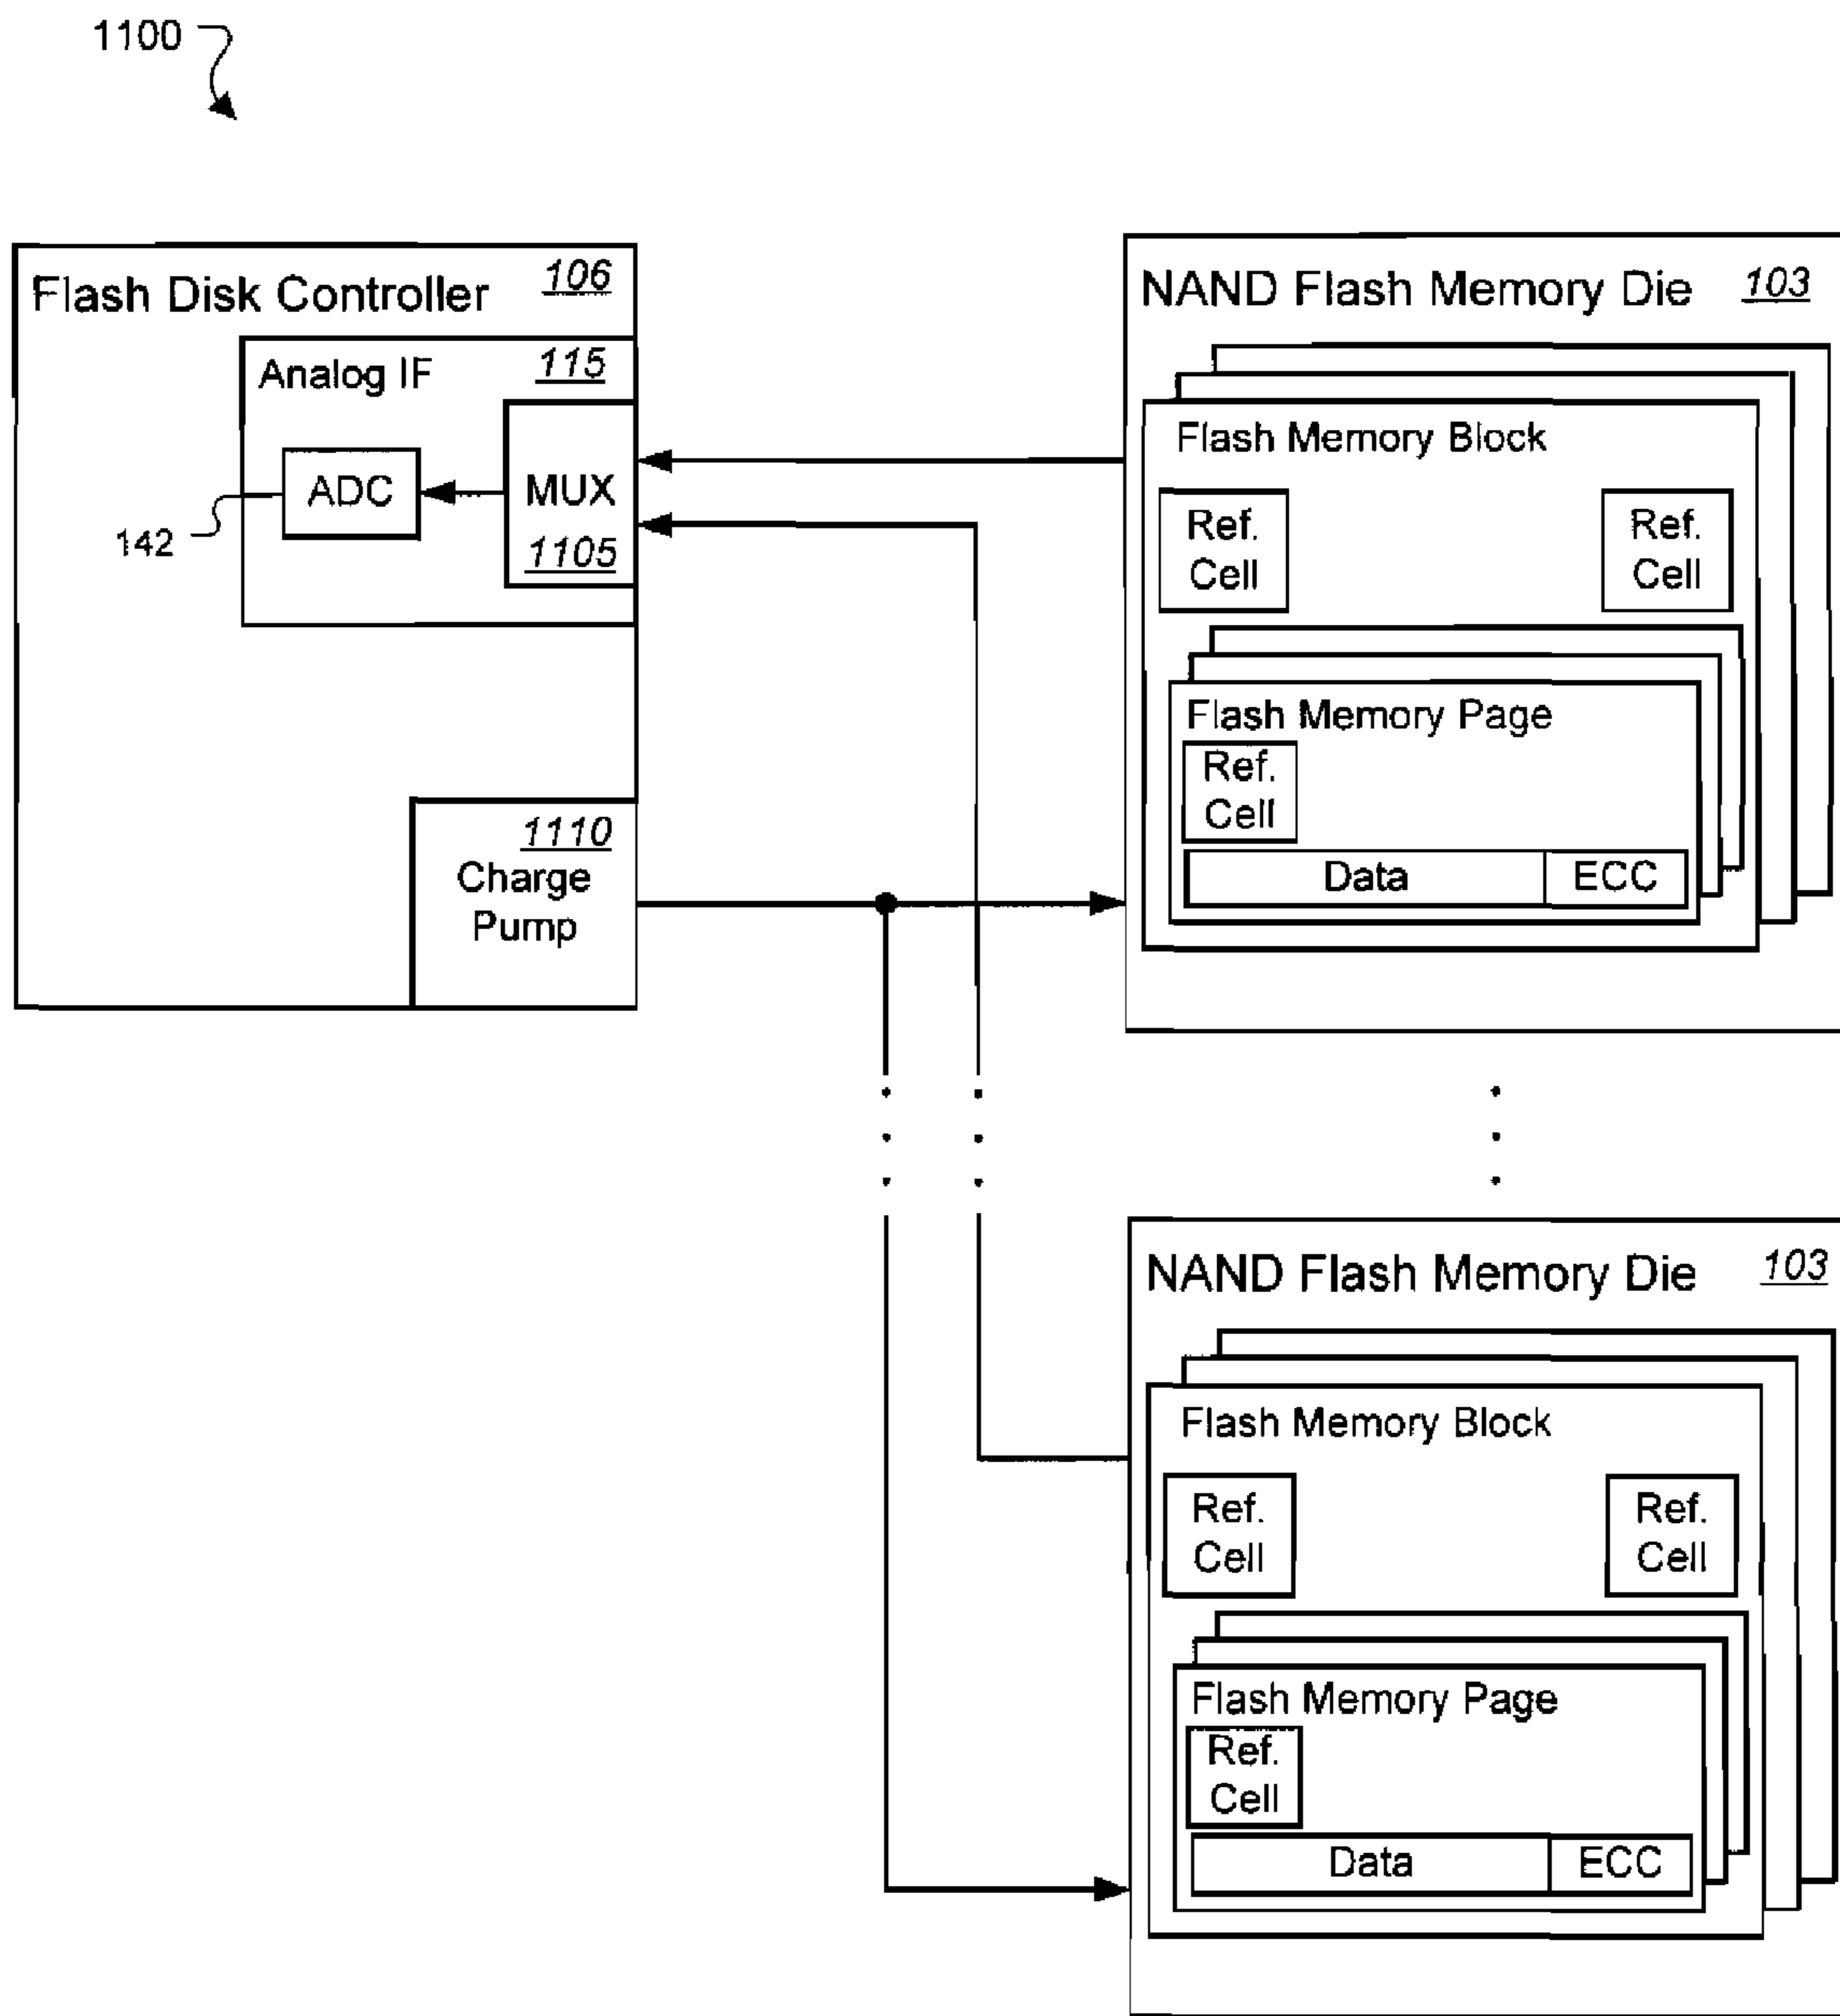 1100
Flash Disk Controller 106
Analog IF 115
ADC
MUX
1105
142
1110
Charge
Pump
NAND Flash Memory Die 103
Flash Memory Block
Ref.
Cell
Ref.
Cell
Flash Memory Page
Ref.
Cell
Data ECC
NAND Flash Memory Die 103
Flash Memory Block
Ref.
Cell
Ref.
Cell
Flash Memory Page
Ref.
Cell
Data ECC